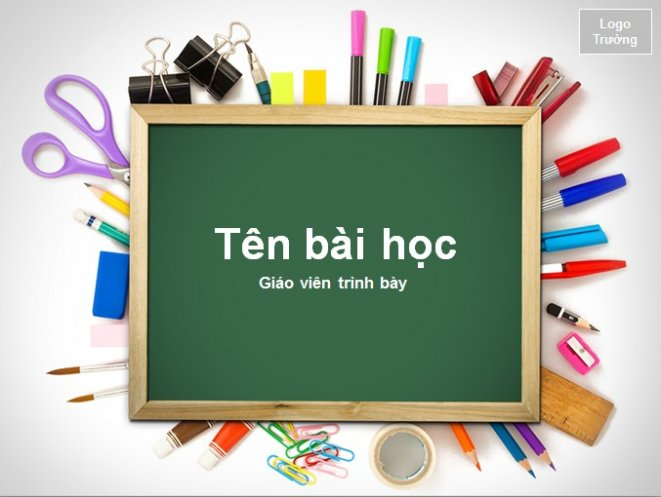 Logo
Trường
Tên bài học
Giáo viên trình bày